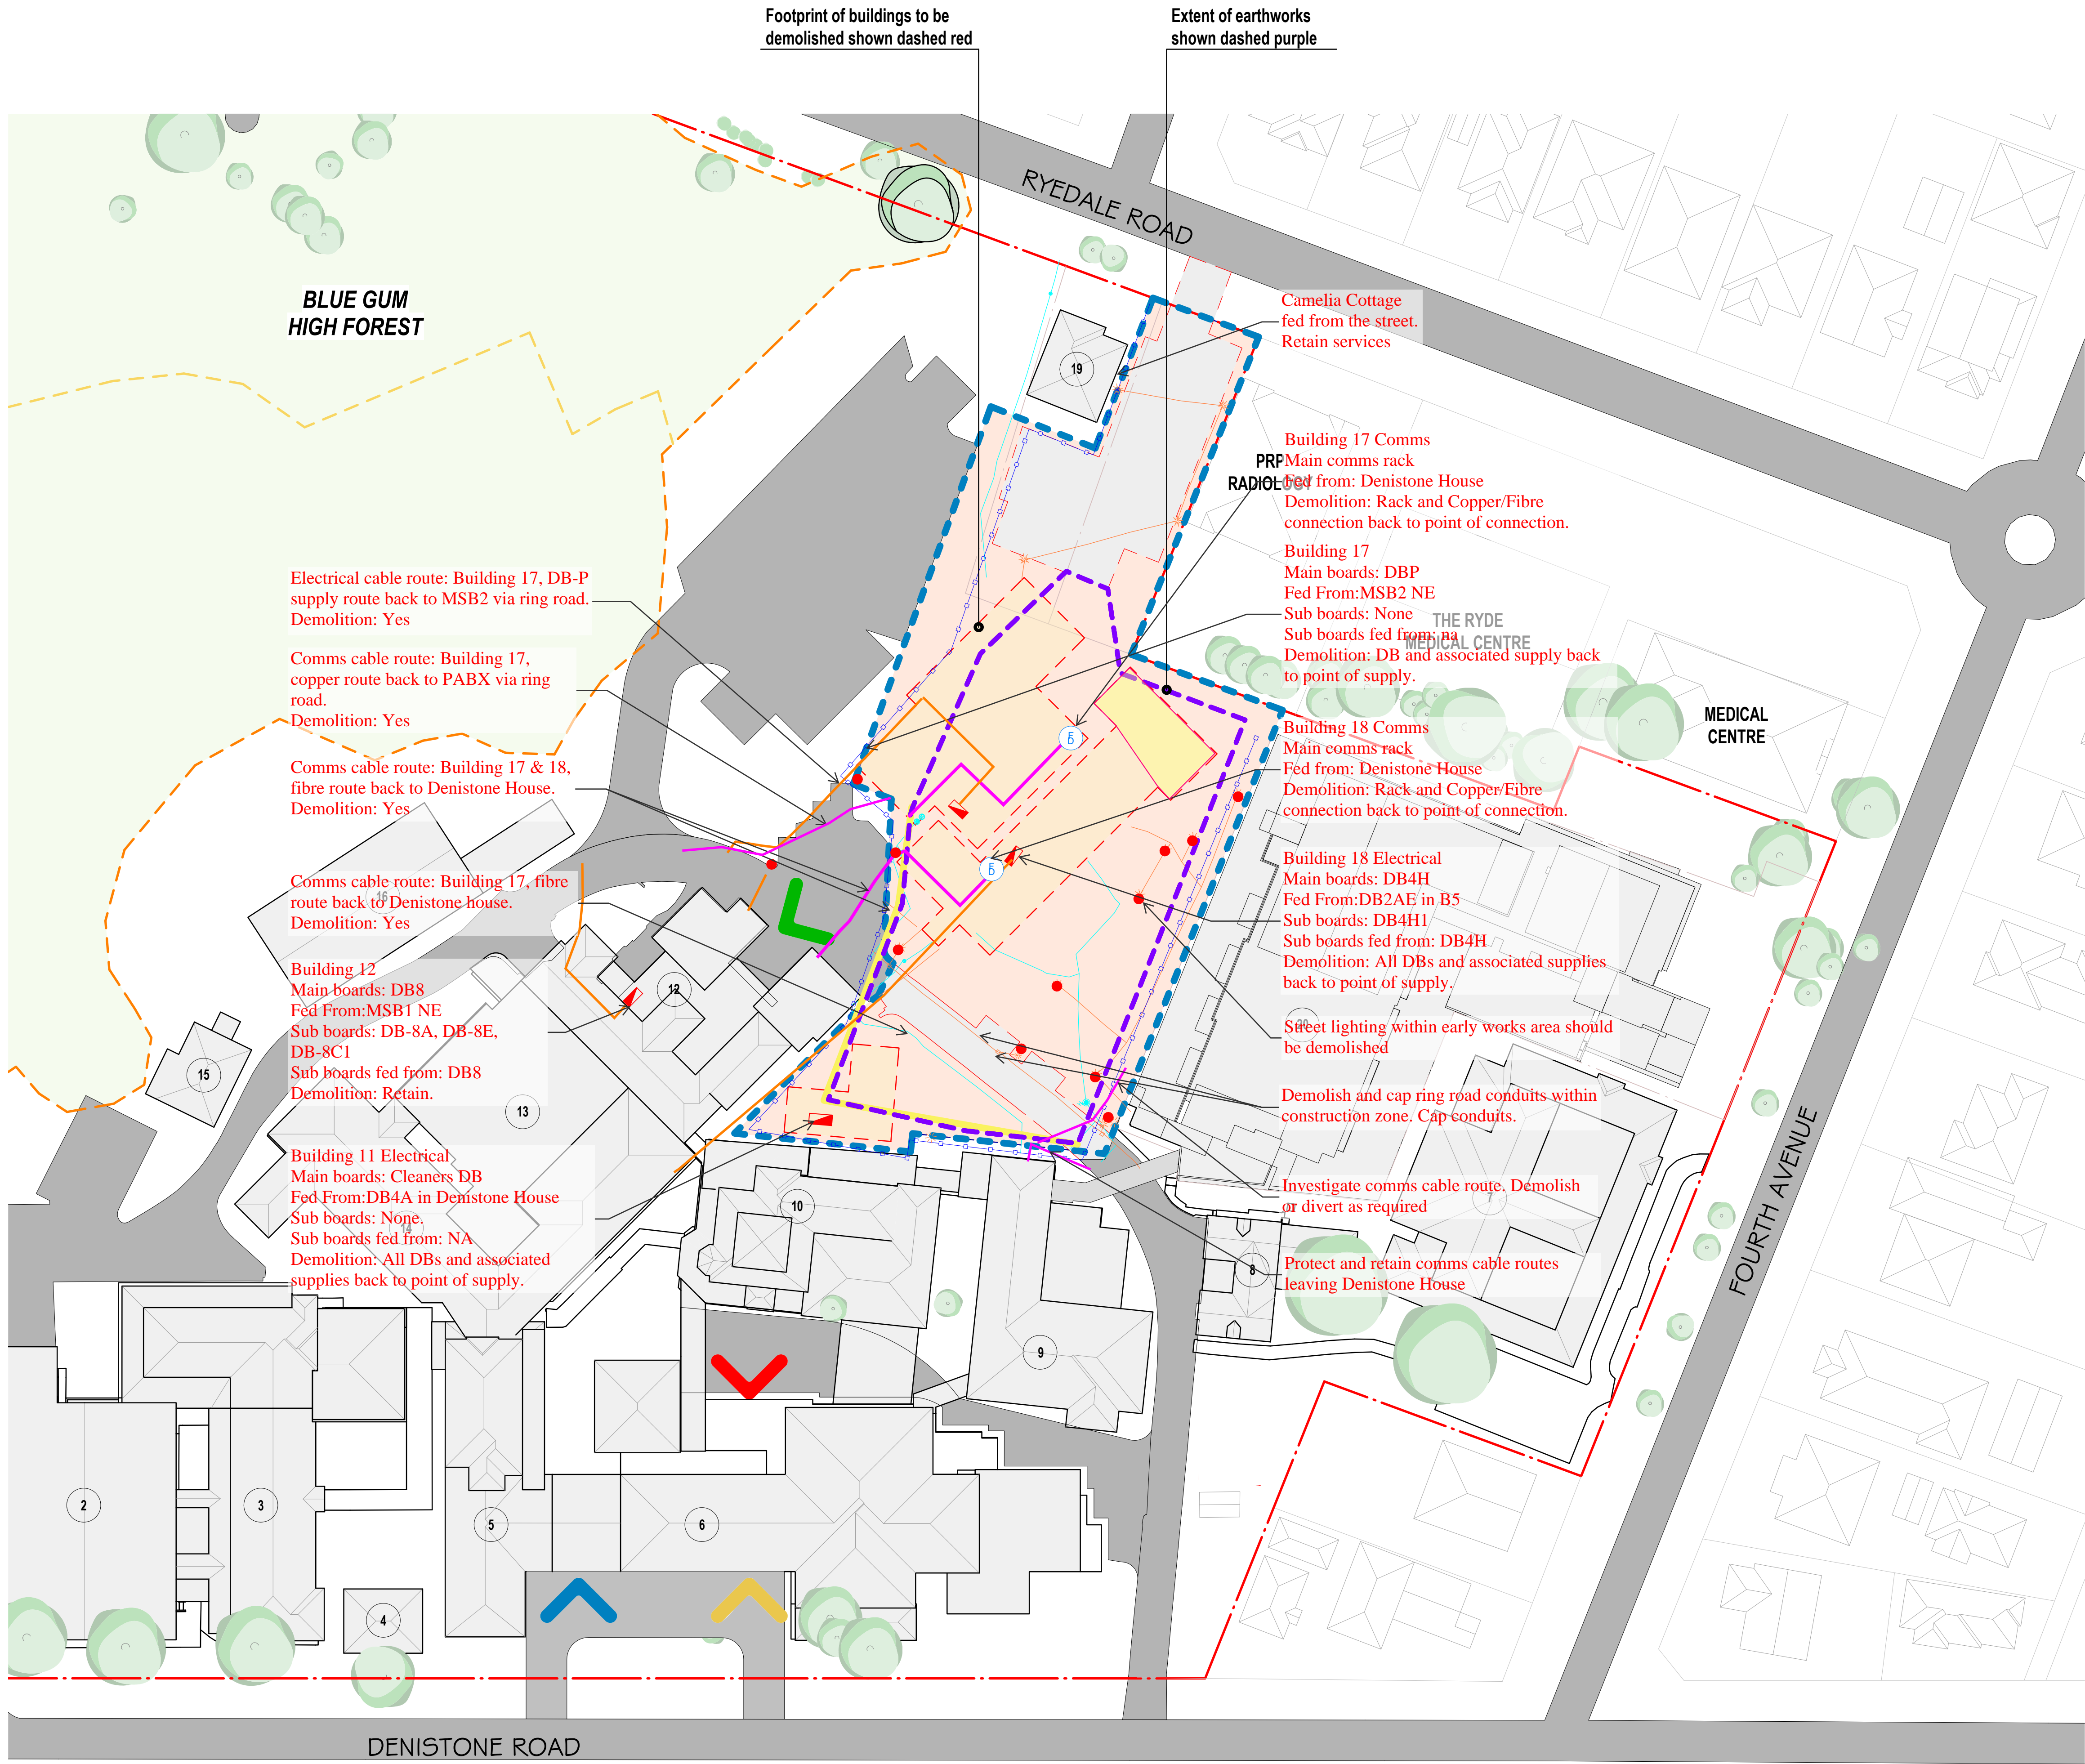 Footprint of buildings to be
demolished shown dashed red
Extent of earthworks
shown dashed purple
RYEDALE ROAD
BLUE GUM
HIGH FOREST
Camelia Cottage
fed from the street.
Retain services
19
PRP
RADIOLOGY
Building 17 Comms
Main comms rack
Fed from: Denistone House
Demolition: Rack and Copper/Fibre
connection back to point of connection.
Building 17
Main boards: DBP
Fed From:MSB2 NE
Sub boards: None
Sub boards fed from: na
Demolition: DB and associated supply back
to point of supply.
THE RYDE
MEDICAL CENTRE
MEDICAL
CENTRE
Electrical cable route: Building 17, DB-P
supply route back to MSB2 via ring road.
Demolition: Yes
Comms cable route: Building 17,
copper route back to PABX via ring
road.
Demolition: Yes
Comms cable route: Building 17 & 18,
fibre route back to Denistone House.
Demolition: Yes
Building 18 Comms
Main comms rack
Fed from: Denistone House
Demolition: Rack and Copper/Fibre
connection back to point of connection.
Comms cable route: Building 17, fibre
route back to Denistone house.
Demolition: Yes
16
Building 18 Electrical
Main boards: DB4H
Fed From:DB2AE in B5
Sub boards: DB4H1
Sub boards fed from: DB4H
Demolition: All DBs and associated supplies
back to point of supply.
Building 12
Main boards: DB8
Fed From:MSB1 NE
Sub boards: DB-8A, DB-8E,
DB-8C1
Sub boards fed from: DB8
Demolition: Retain.
12
15
13
20
Street lighting within early works area should
be demolished
Demolish and cap ring road conduits within
construction zone. Cap conduits.
Building 11 Electrical
Main boards: Cleaners DB
Fed From:DB4A in Denistone House
Sub boards: None.
Sub boards fed from: NA
Demolition: All DBs and associated
supplies back to point of supply.
14
10
Investigate comms cable route. Demolish
or divert as required
7
Protect and retain comms cable routes
leaving Denistone House
8
9
FOURTH AVENUE
2
3
5
6
4
DENISTONE ROAD